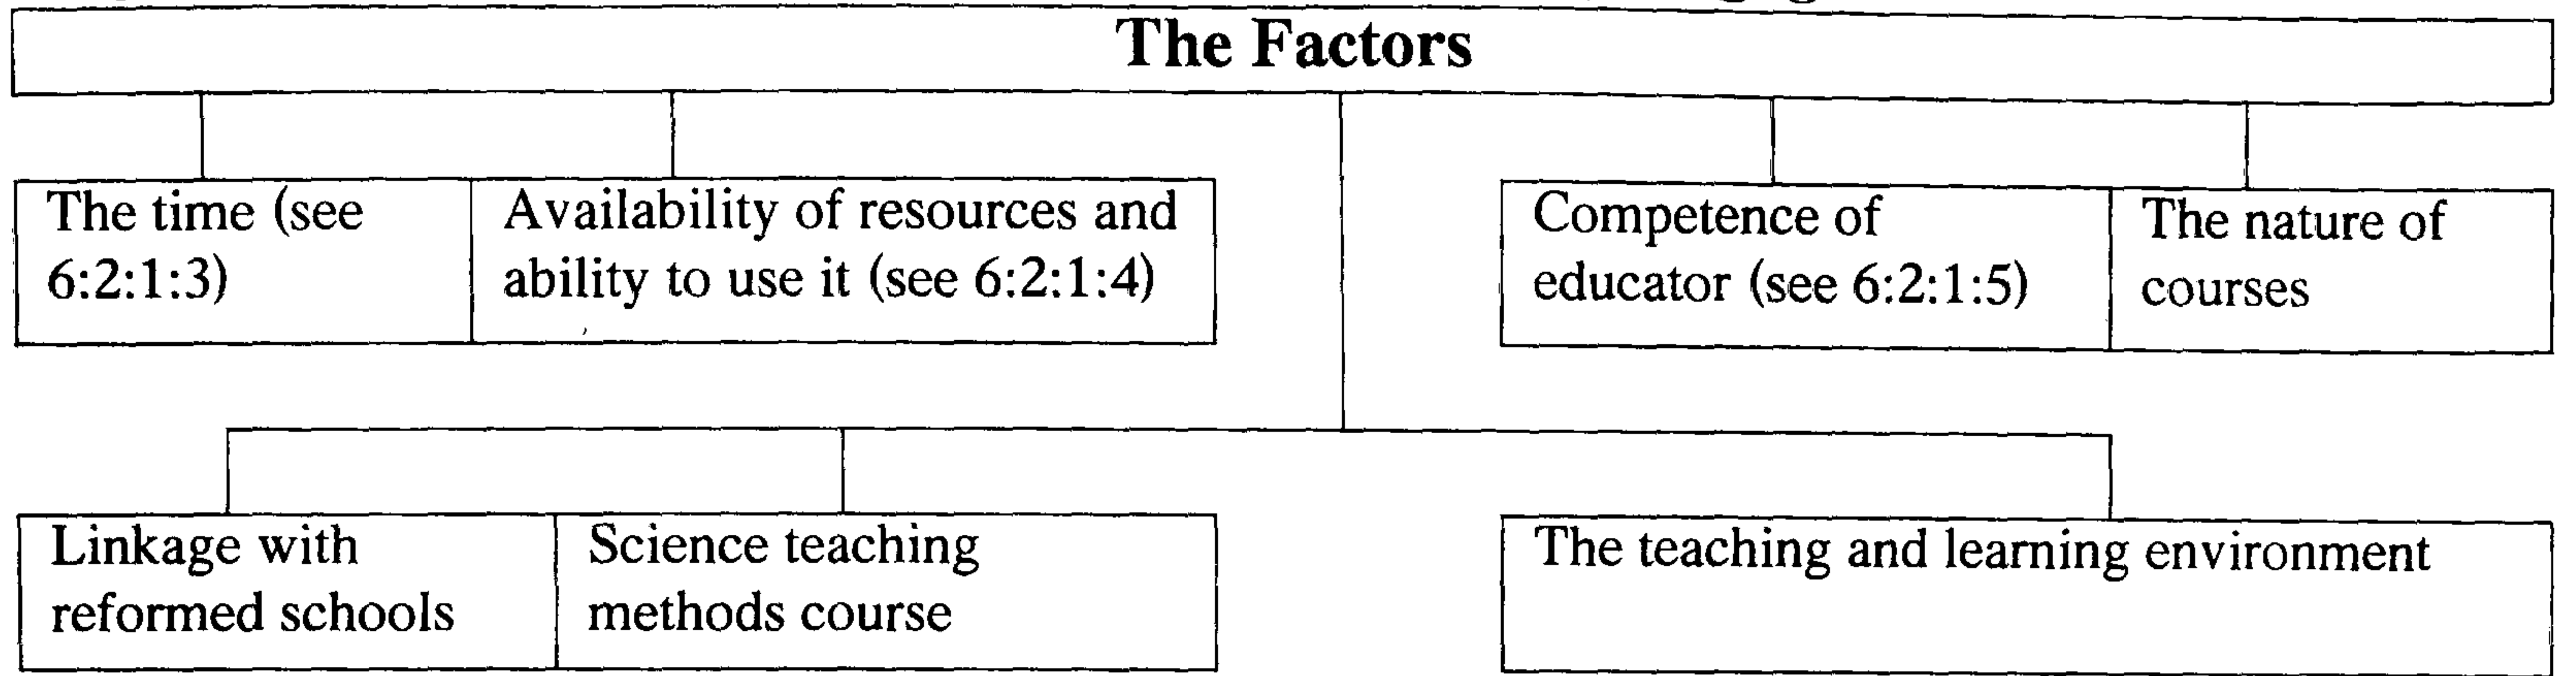 The Factors
The time (see
6:2:1:3)
Availability of resources and
ability to use it (see 6:2:1:4)
Competence of
educator (see 6:2:1:5)
The nature of
courses
Linkage with
reformed schools
Science teaching
methods course
The teaching and learning environment